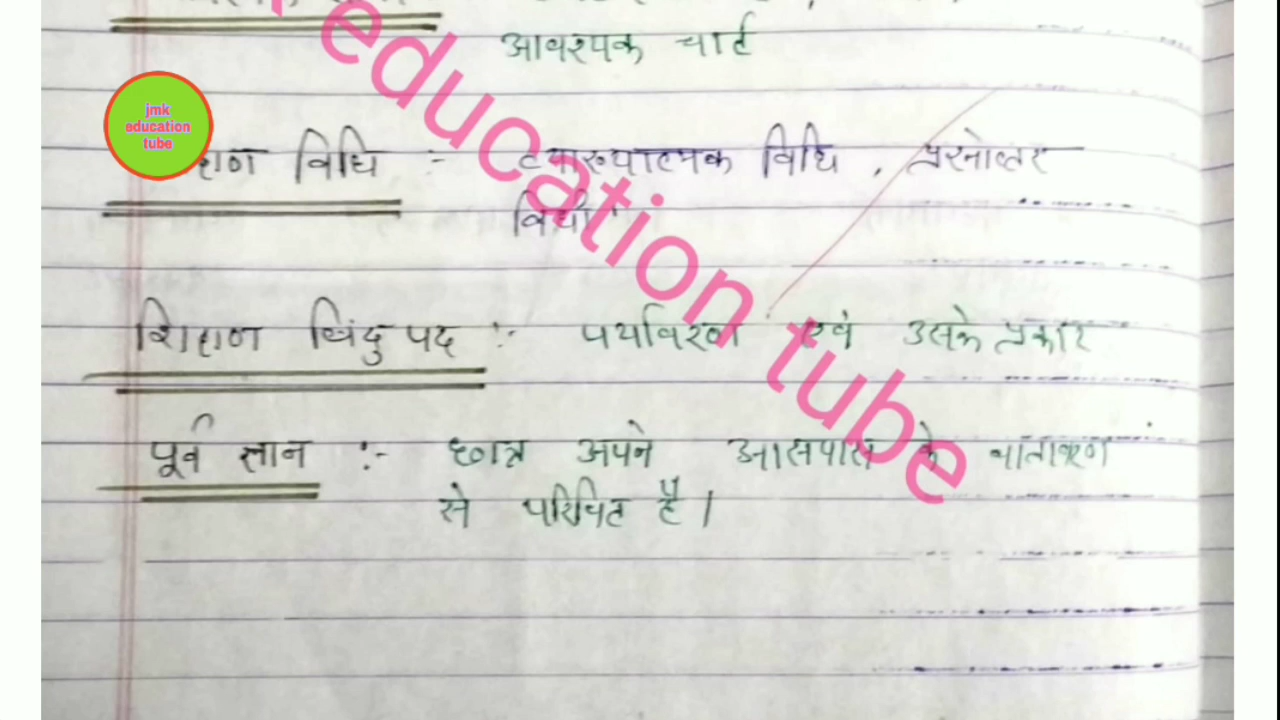 आवश्यक चार्ट
jmk
education
tube
विधि :- व्याख्यात्मक विधि , प्रश्नोत्तर
विधी
शिक्षण बिंदु पद :- पर्यावरण एवं उसके प्रकार
पूर्व ज्ञान :- छात्र अपने आसपास के वातावरण
से परिचित है।
education tube